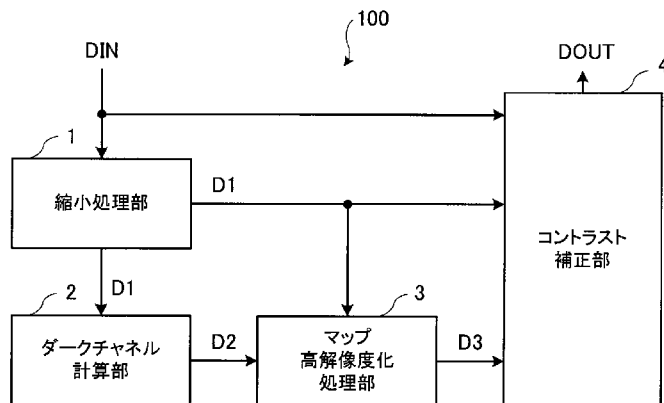 100
DIN
DOUT
4
1
縮小処理部
D1
コントラスト
補正部
D1
2
ダークチャネル
計算部
D2
3
マップ
高解像度化
処理部
D3